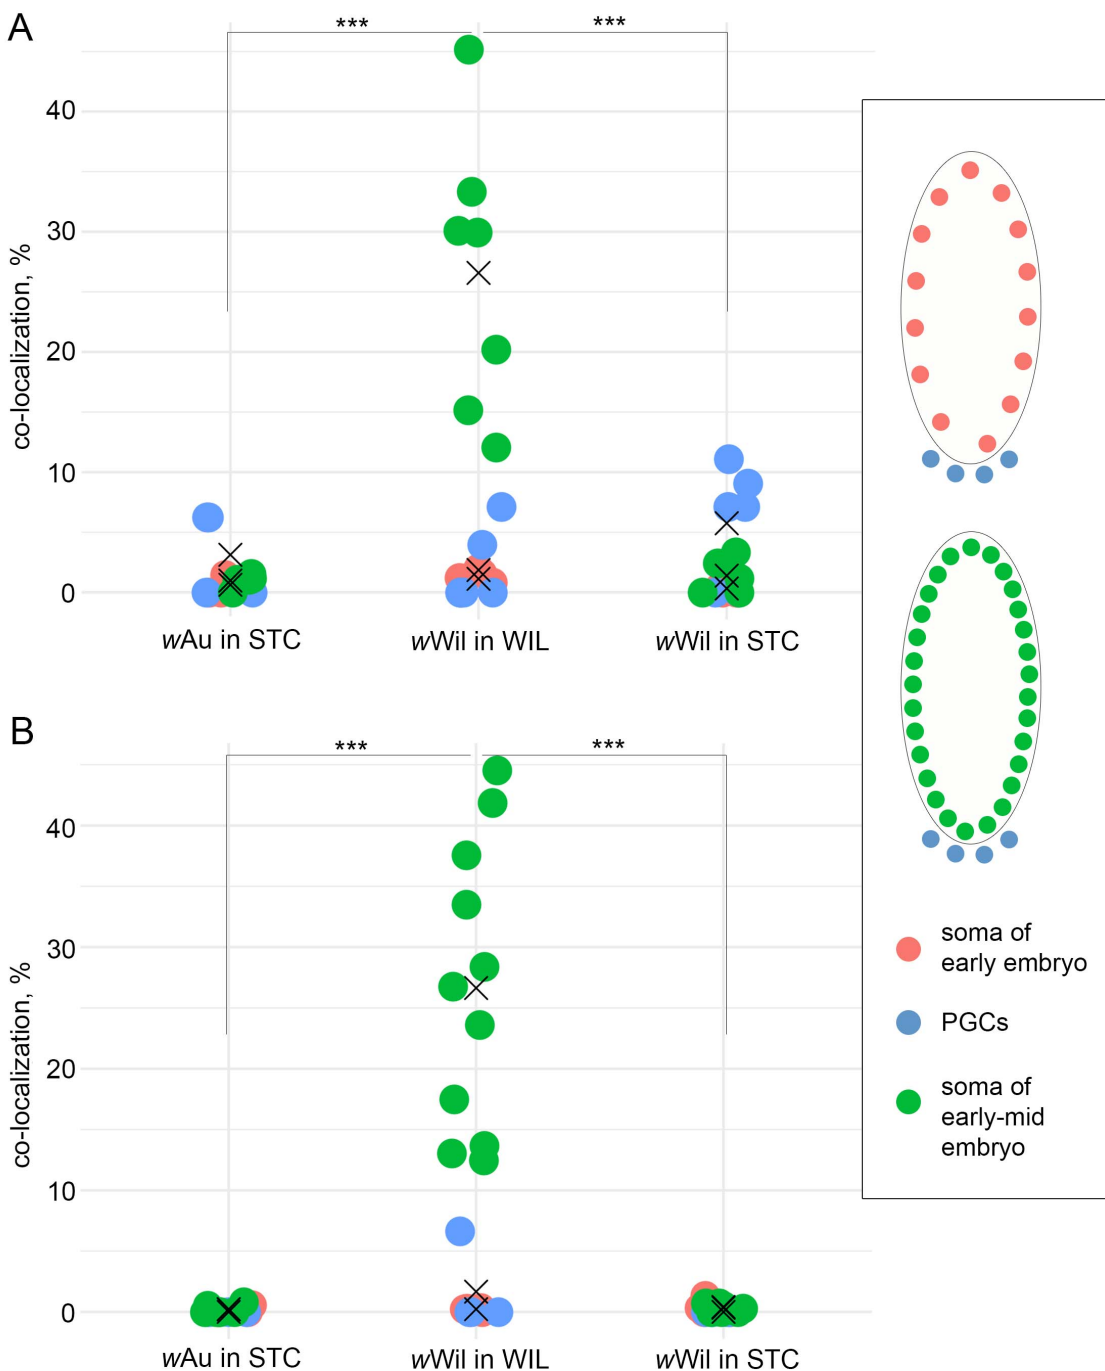 A
*** ***
40
30
20
10
0
co-localization, %
wAu in STC wWil in WIL wWil in STC
B
*** ***
40
30
20
10
0
co-localization, %
wAu in STC wWil in WIL wWil in STC
soma of
early embryo
PGCs
soma of
early-mid
embryo